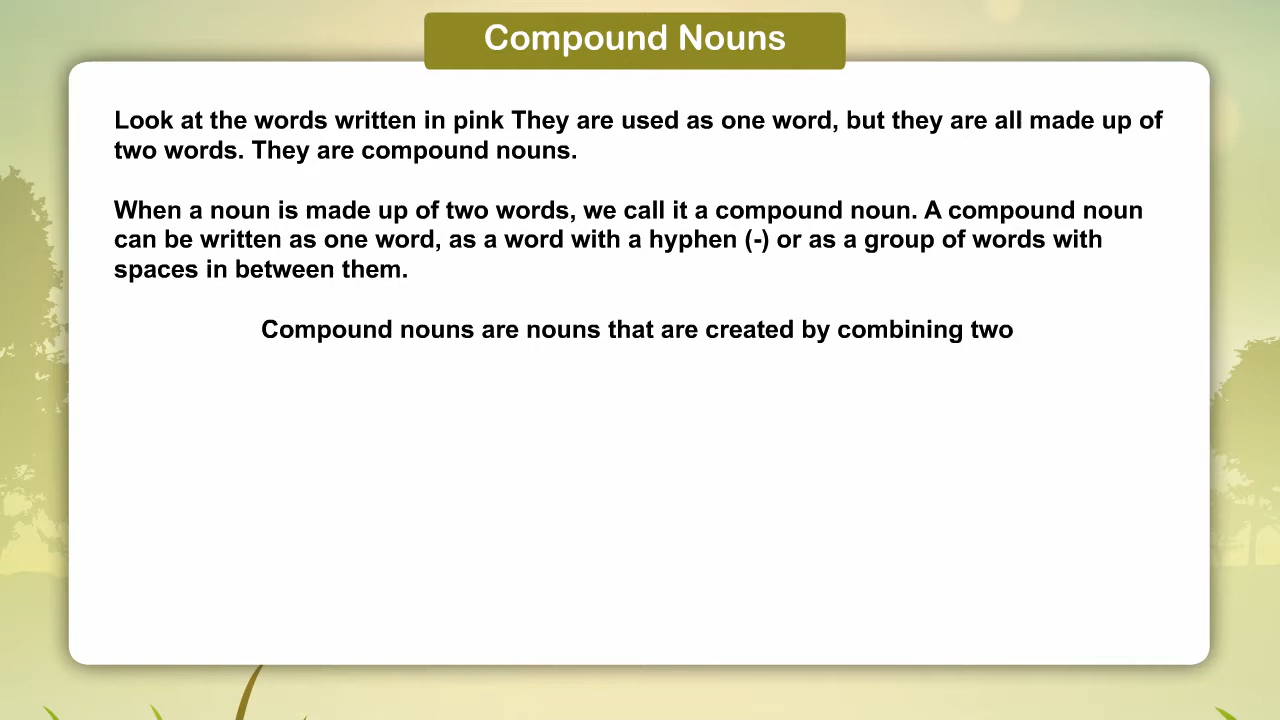 Compound Nouns
Look at the words written in pink They are used as one word, but they are all made up of
two words. They are compound nouns.
When a noun is made up of two words, we call it a compound noun. A compound noun
can be written as one word, as a word with a hyphen (-) or as a group of words with
spaces in between them.
Compound nouns are nouns that are created by combining two